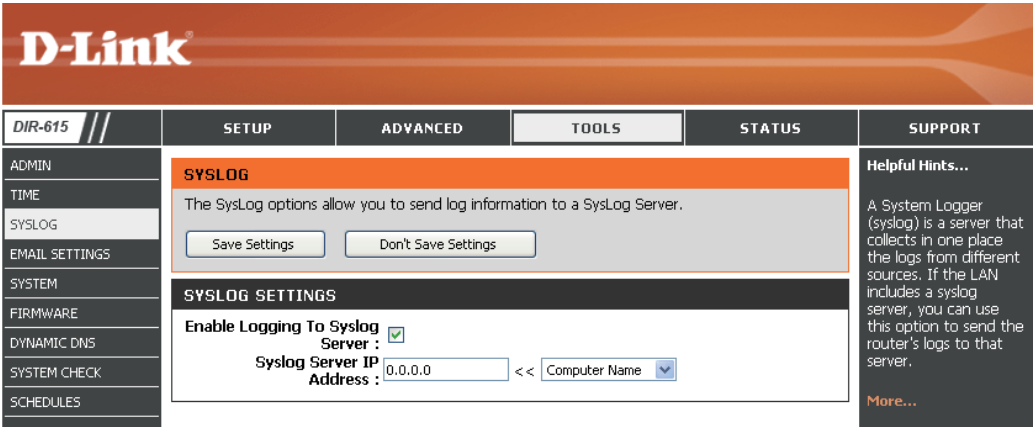 D-Link
DIR-615
SETUP
ADVANCED
TOOLS
STATUS
SUPPORT
ADMIN
TIME
SYSLOG
EMAIL SETTINGS
SYSTEM
FIRMWARE
DYNAMIC DNS
SYSTEM CHECK
SCHEDULES
SYSLOG
The SysLog options allow you to send log information to a SysLog Server.
Save Settings
Don't Save Settings
SYSLOG SETTINGS
Enable Logging To Syslog
Server :
Syslog Server IP
Address :
0.0.0.0
<<
Computer Name
Helpful Hints...
A System Logger
(syslog) is a server that
collects in one place
the logs from different
sources. If the LAN
includes a syslog
server, you can use
this option to send the
router's logs to that
server.
More...